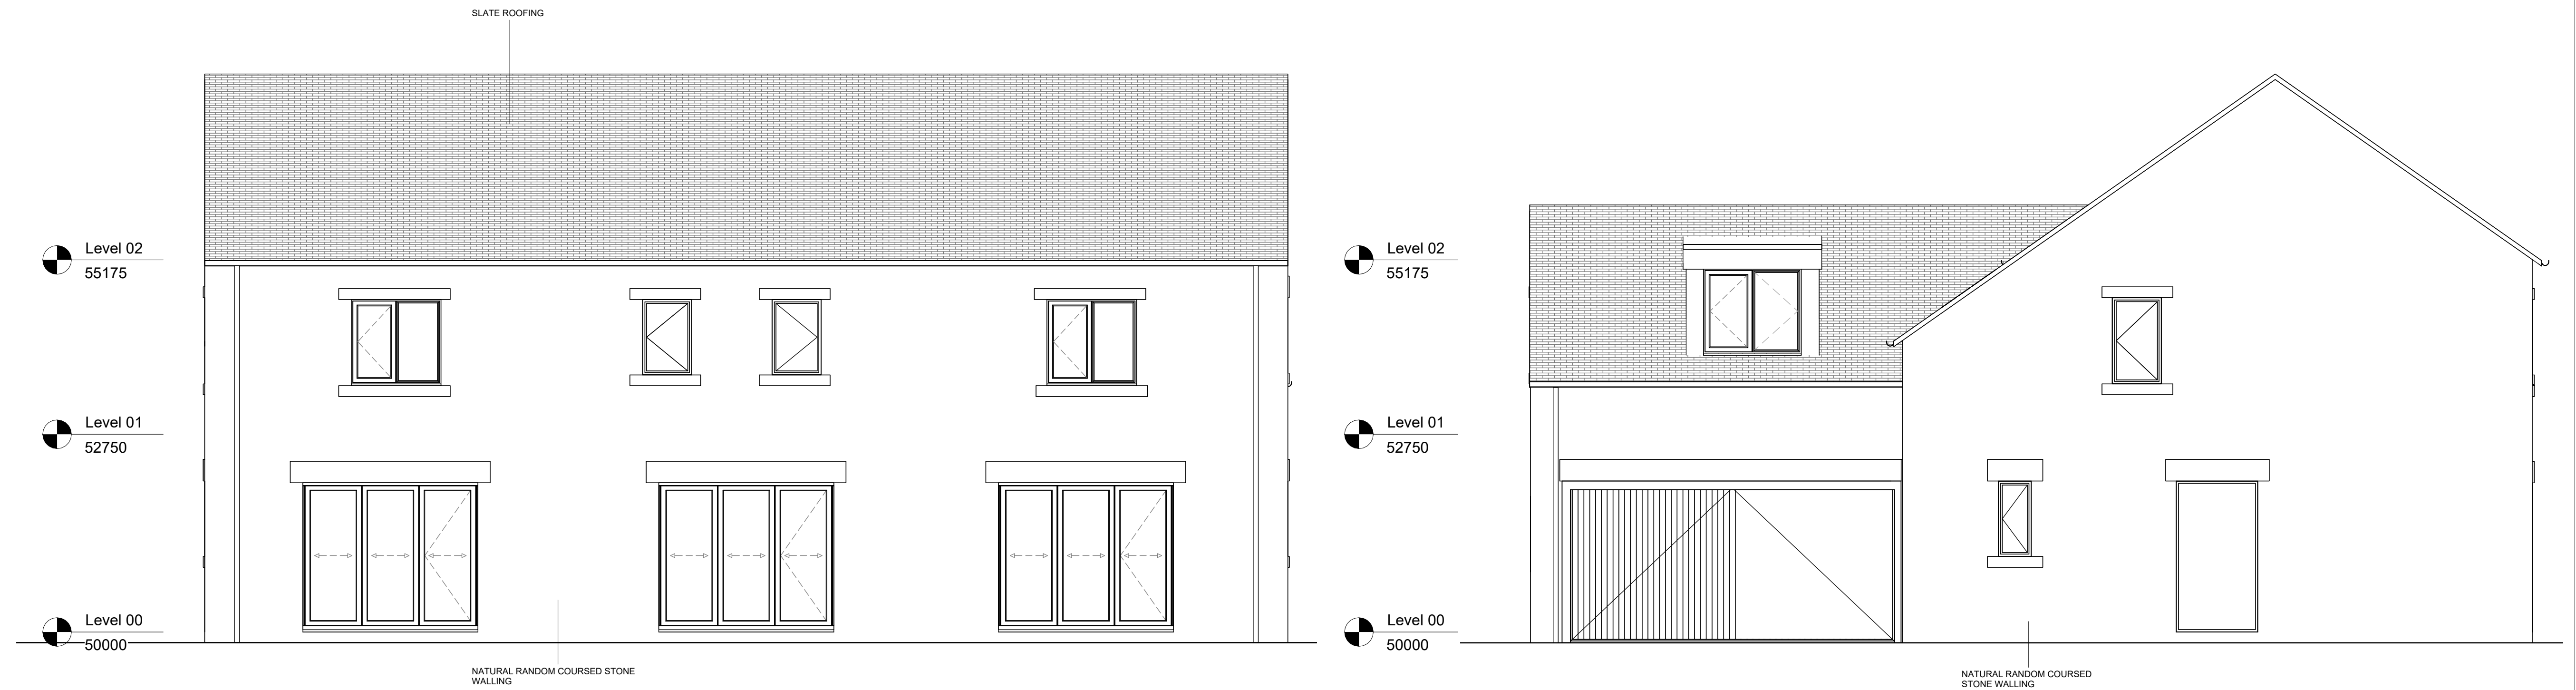 SLATE ROOFING
Level 02
55175
Level 01
52750
Level 00
50000
NATURAL RANDOM COURSED STONE
WALLING
Level 02
55175
Level 01
52750
Level 00
50000
NATURAL RANDOM COURSED
STONE WALLING